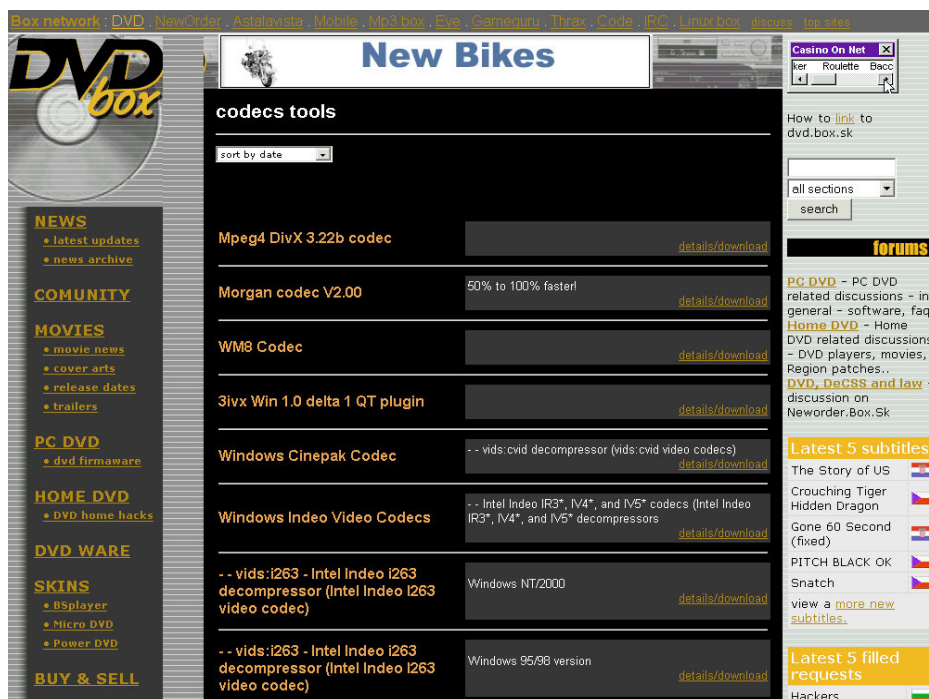 Box network : DVD . NewOrder . Astalavista . Mobile . Mp3 box . Eye . Gameguru . Thrax . Code . IRC . Linux box discuss top sites
DVD
box
New Bikes
Casino On Net X
ker Roulette Bacc
How to link to
dvd.box.sk
all sections
search
forums
PC DVD - PC DVD
related discussions - in
general - software, faq
Home DVD - Home
DVD related discussions
- DVD players, movies,
Region patches..
DVD, DeCSS and law -
discussion on
Neworder.Box.Sk
Latest 5 subtitles
The Story of US
Crouching Tiger
Hidden Dragon
Gone 60 Second
(fixed)
PITCH BLACK OK
Snatch
view a more new
subtitles.
Latest 5 filled
requests
Hackers
NEWS
• latest updates
• news archive
COMUNITY
MOVIES
• movie news
• cover arts
• release dates
• trailers
PC DVD
• dvd firmaware
HOME DVD
• DVD home hacks
DVD WARE
SKINS
• BSplayer
• Micro DVD
• Power DVD
BUY & SELL
codecs tools
sort by date
Mpeg4 DivX 3.22b codec
details/download
Morgan codec V2.00
50% to 100% faster!
details/download
WM8 Codec
details/download
3ivx Win 1.0 delta 1 QT plugin
details/download
Windows Cinepak Codec
- - vids:cvid decompressor (vids:cvid video codecs)
details/download
Windows Indeo Video Codecs
- - Intel Indeo IR3*, IV4*, and IV5* codecs (Intel Indeo
IR3*, IV4*, and IV5* decompressors
details/download
- - vids:i263 - Intel Indeo i263
decompressor (Intel Indeo I263
video codec)
Windows NT/2000
details/download
- - vids:i263 - Intel Indeo i263
decompressor (Intel Indeo I263
video codec)
Windows 95/98 version
details/download